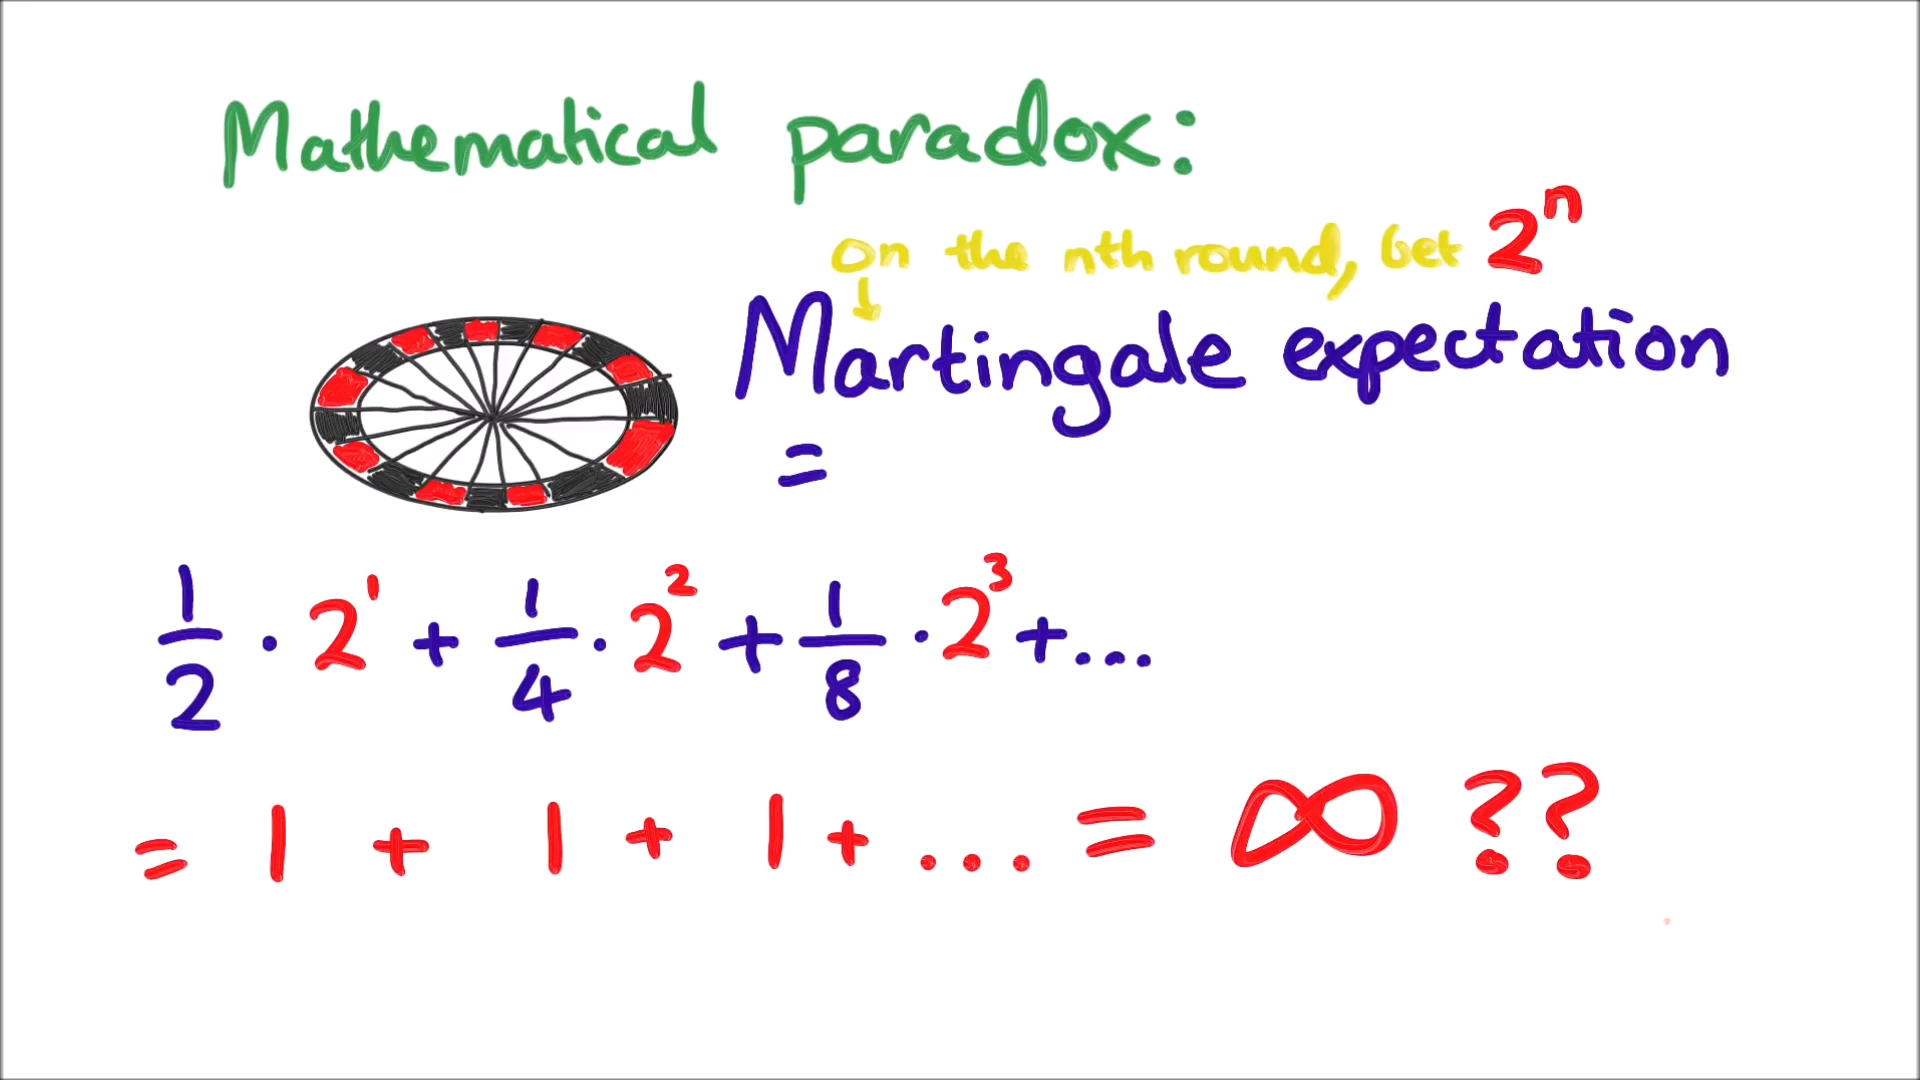 Mathematical paradox:
on the nth round, bet 2ⁿ
↓
Martingale expectation
=
1/2 · 2¹ + 1/4 · 2² + 1/8 · 2³ + ...
= 1 + 1 + 1 + ... = ∞ ??